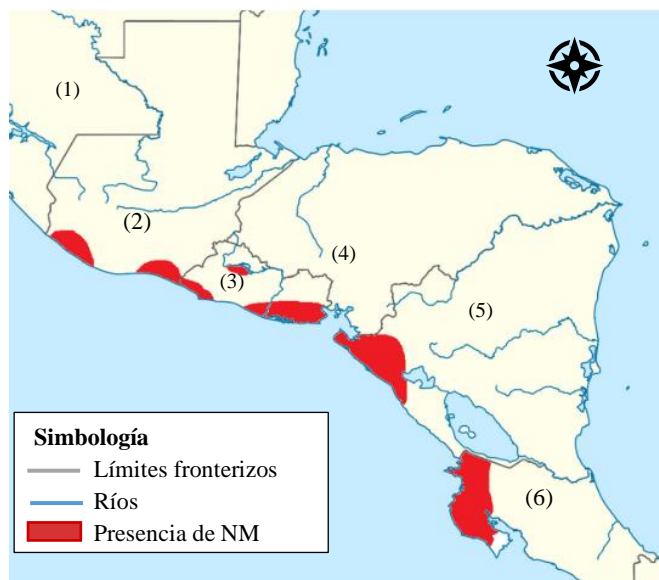 (1)
(2)
(3)
(4)
(5)
(6)
Simbología
Límites fronterizos
Ríos
Presencia de NM